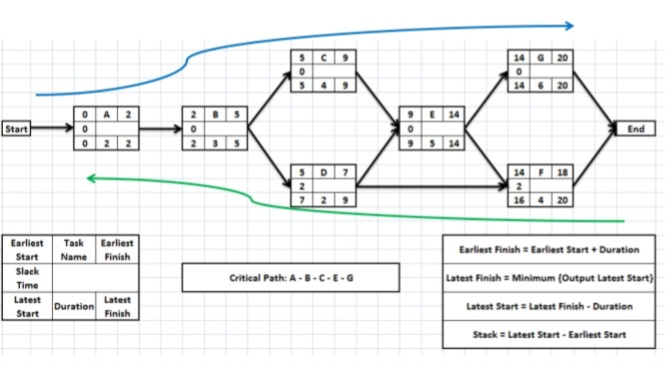 5 C 9
0
5 4 9
14 G 20
0
14 6 20
Start
0 A 2
0
0 2 2
2 B 5
0
2 3 5
9 E 14
0
9 5 14
End
5 D 7
2
7 2 9
14 F 18
2
16 4 20
Earliest Start
Task Name
Earliest Finish
Slack Time
Latest Start
Duration
Latest Finish
Critical Path: A - B - C - E - G
Earliest Finish = Earliest Start + Duration
Latest Finish = Minimum {Output Latest Start}
Latest Start = Latest Finish - Duration
Stack = Latest Start - Earliest Start